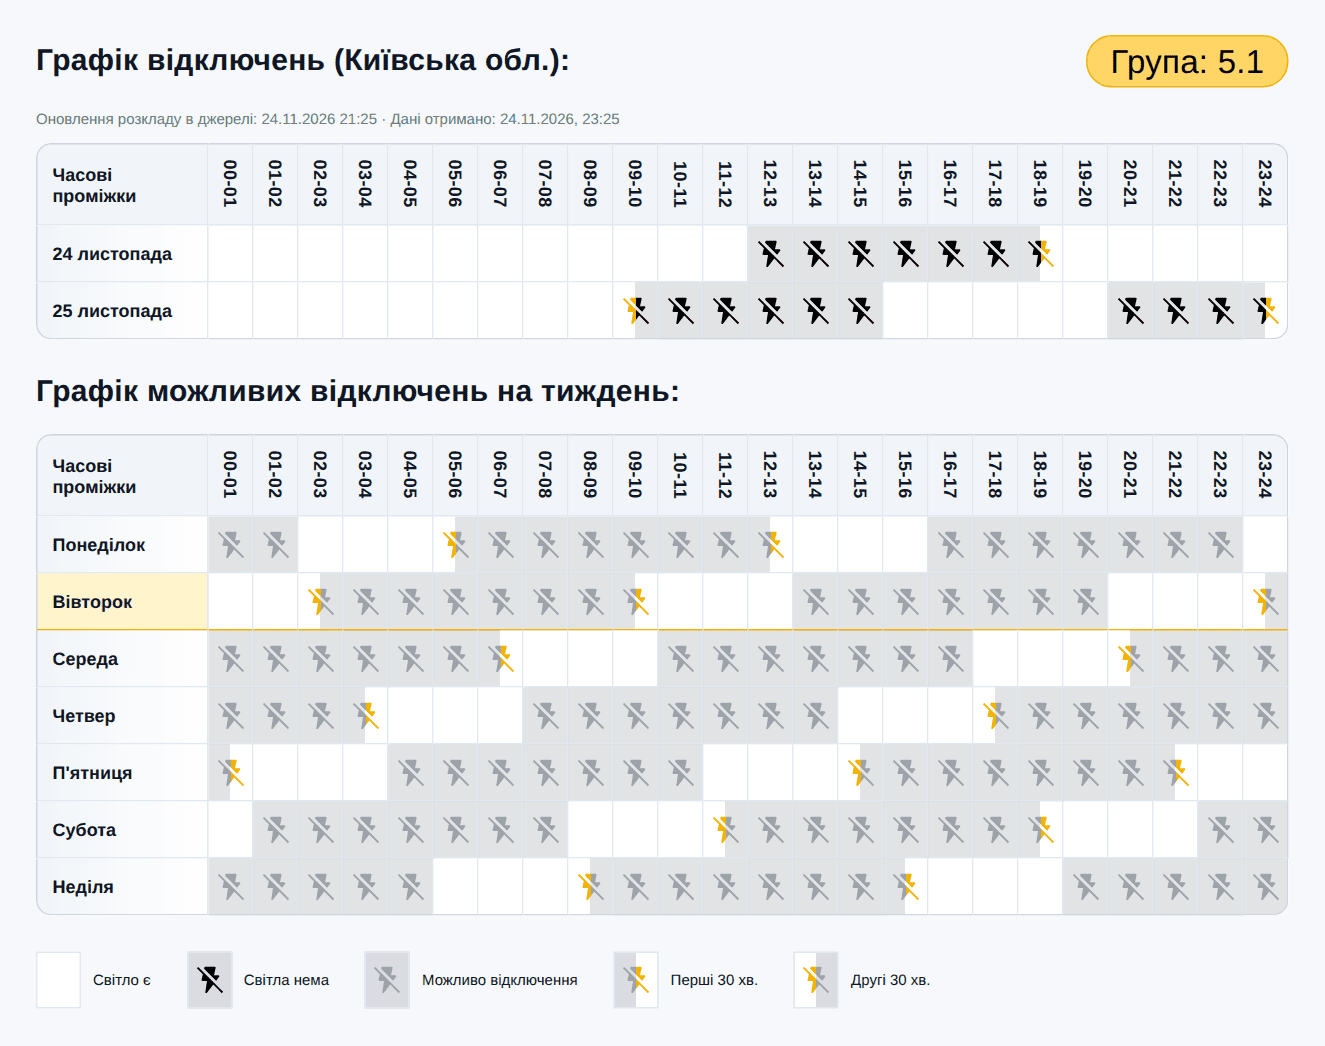 Графік відключень (Київська обл.):
Група: 5.1
Оновлення розкладу в джерелі: 24.11.2026 21:25 · Дані отримано: 24.11.2026, 23:25
Часові проміжки 00-01 01-02 02-03 03-04 04-05 05-06 06-07 07-08 08-09 09-10 10-11 11-12 12-13 13-14 14-15 15-16 16-17 17-18 18-19 19-20 20-21 21-22 22-23 23-24
24 листопада
25 листопада
Графік можливих відключень на тиждень:
Часові проміжки 00-01 01-02 02-03 03-04 04-05 05-06 06-07 07-08 08-09 09-10 10-11 11-12 12-13 13-14 14-15 15-16 16-17 17-18 18-19 19-20 20-21 21-22 22-23 23-24
Понеділок
Вівторок
Середа
Четвер
П'ятниця
Субота
Неділя
Світло є
Світла нема
Можливо відключення
Перші 30 хв.
Другі 30 хв.